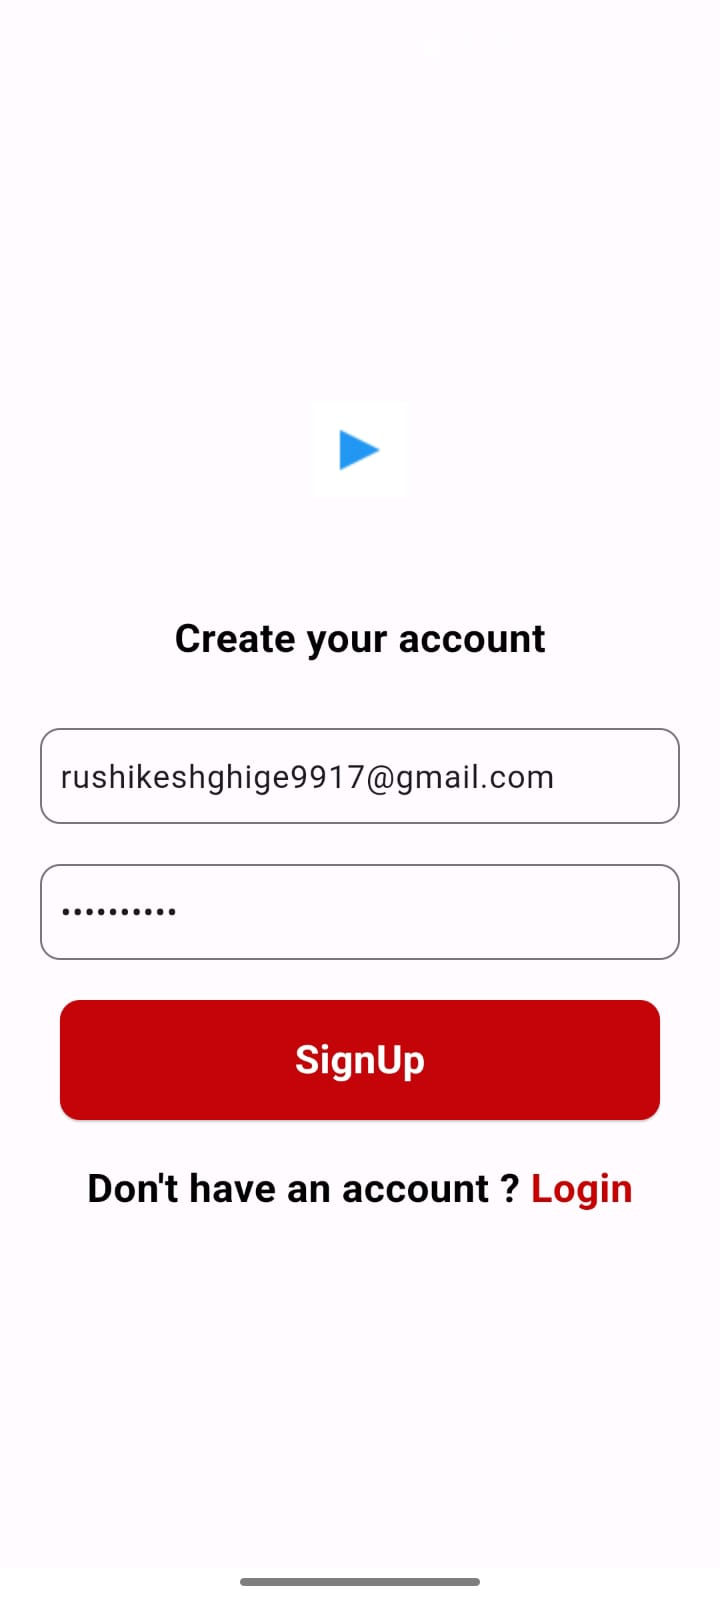 Create your account
rushikeshghige9917@gmail.com
••••••••••
SignUp
Don't have an account ? Login